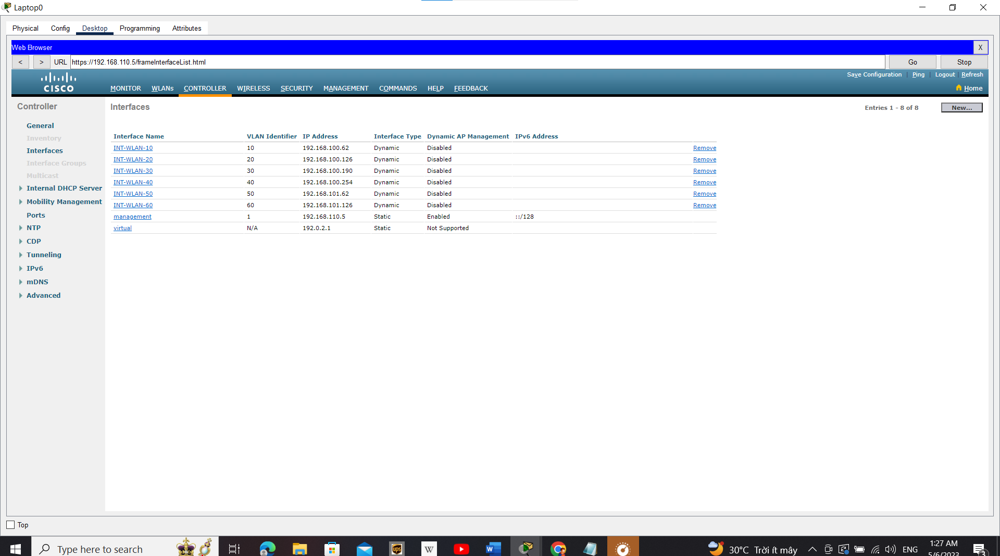 Laptop0
Physical Config Desktop Programming Attributes
Web Browser X
< > URL https://192.168.110.5/frameInterfaceList.html Go Stop
Save Configuration | Ping | Logout | Refresh
CISCO
MONITOR WLANs CONTROLLER WIRELESS SECURITY MANAGEMENT COMMANDS HELP FEEDBACK Home
Controller
General
Inventory
Interfaces
Interface Groups
Multicast
Internal DHCP Server
Mobility Management
Ports
NTP
CDP
Tunneling
IPv6
mDNS
Advanced
Interfaces Entries 1 - 8 of 8 New...
Interface Name VLAN Identifier IP Address Interface Type Dynamic AP Management IPv6 Address
INT-WLAN-10 10 192.168.100.62 Dynamic Disabled Remove
INT-WLAN-20 20 192.168.100.126 Dynamic Disabled Remove
INT-WLAN-30 30 192.168.100.190 Dynamic Disabled Remove
INT-WLAN-40 40 192.168.100.254 Dynamic Disabled Remove
INT-WLAN-50 50 192.168.101.62 Dynamic Disabled Remove
INT-WLAN-60 60 192.168.101.126 Dynamic Disabled Remove
management 1 192.168.110.5 Static Enabled ::/128
virtual N/A 192.0.2.1 Static Not Supported
Top
Type here to search
ups
W
W
30°C Trời ít mây
ENG
1:27 AM
5/6/2023
3